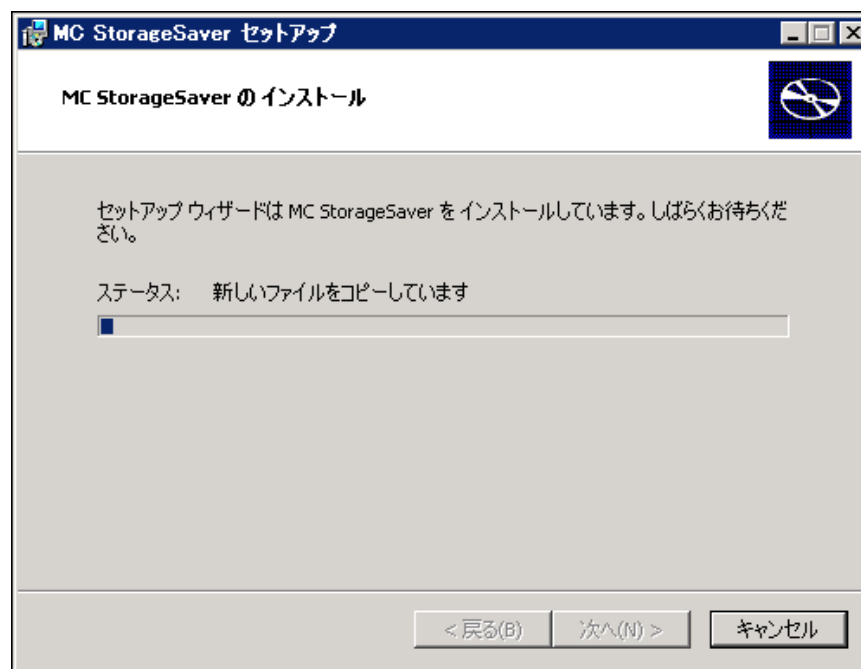 MC StorageSaver セットアップ
MC StorageSaver の インストール
セットアップ ウィザードは MC StorageSaver を インストールしています。しばらくお待ちくだ
さい。
ステータス: 新しいファイルをコピーしています
< 戻る(B) 次へ(N) > キャンセル